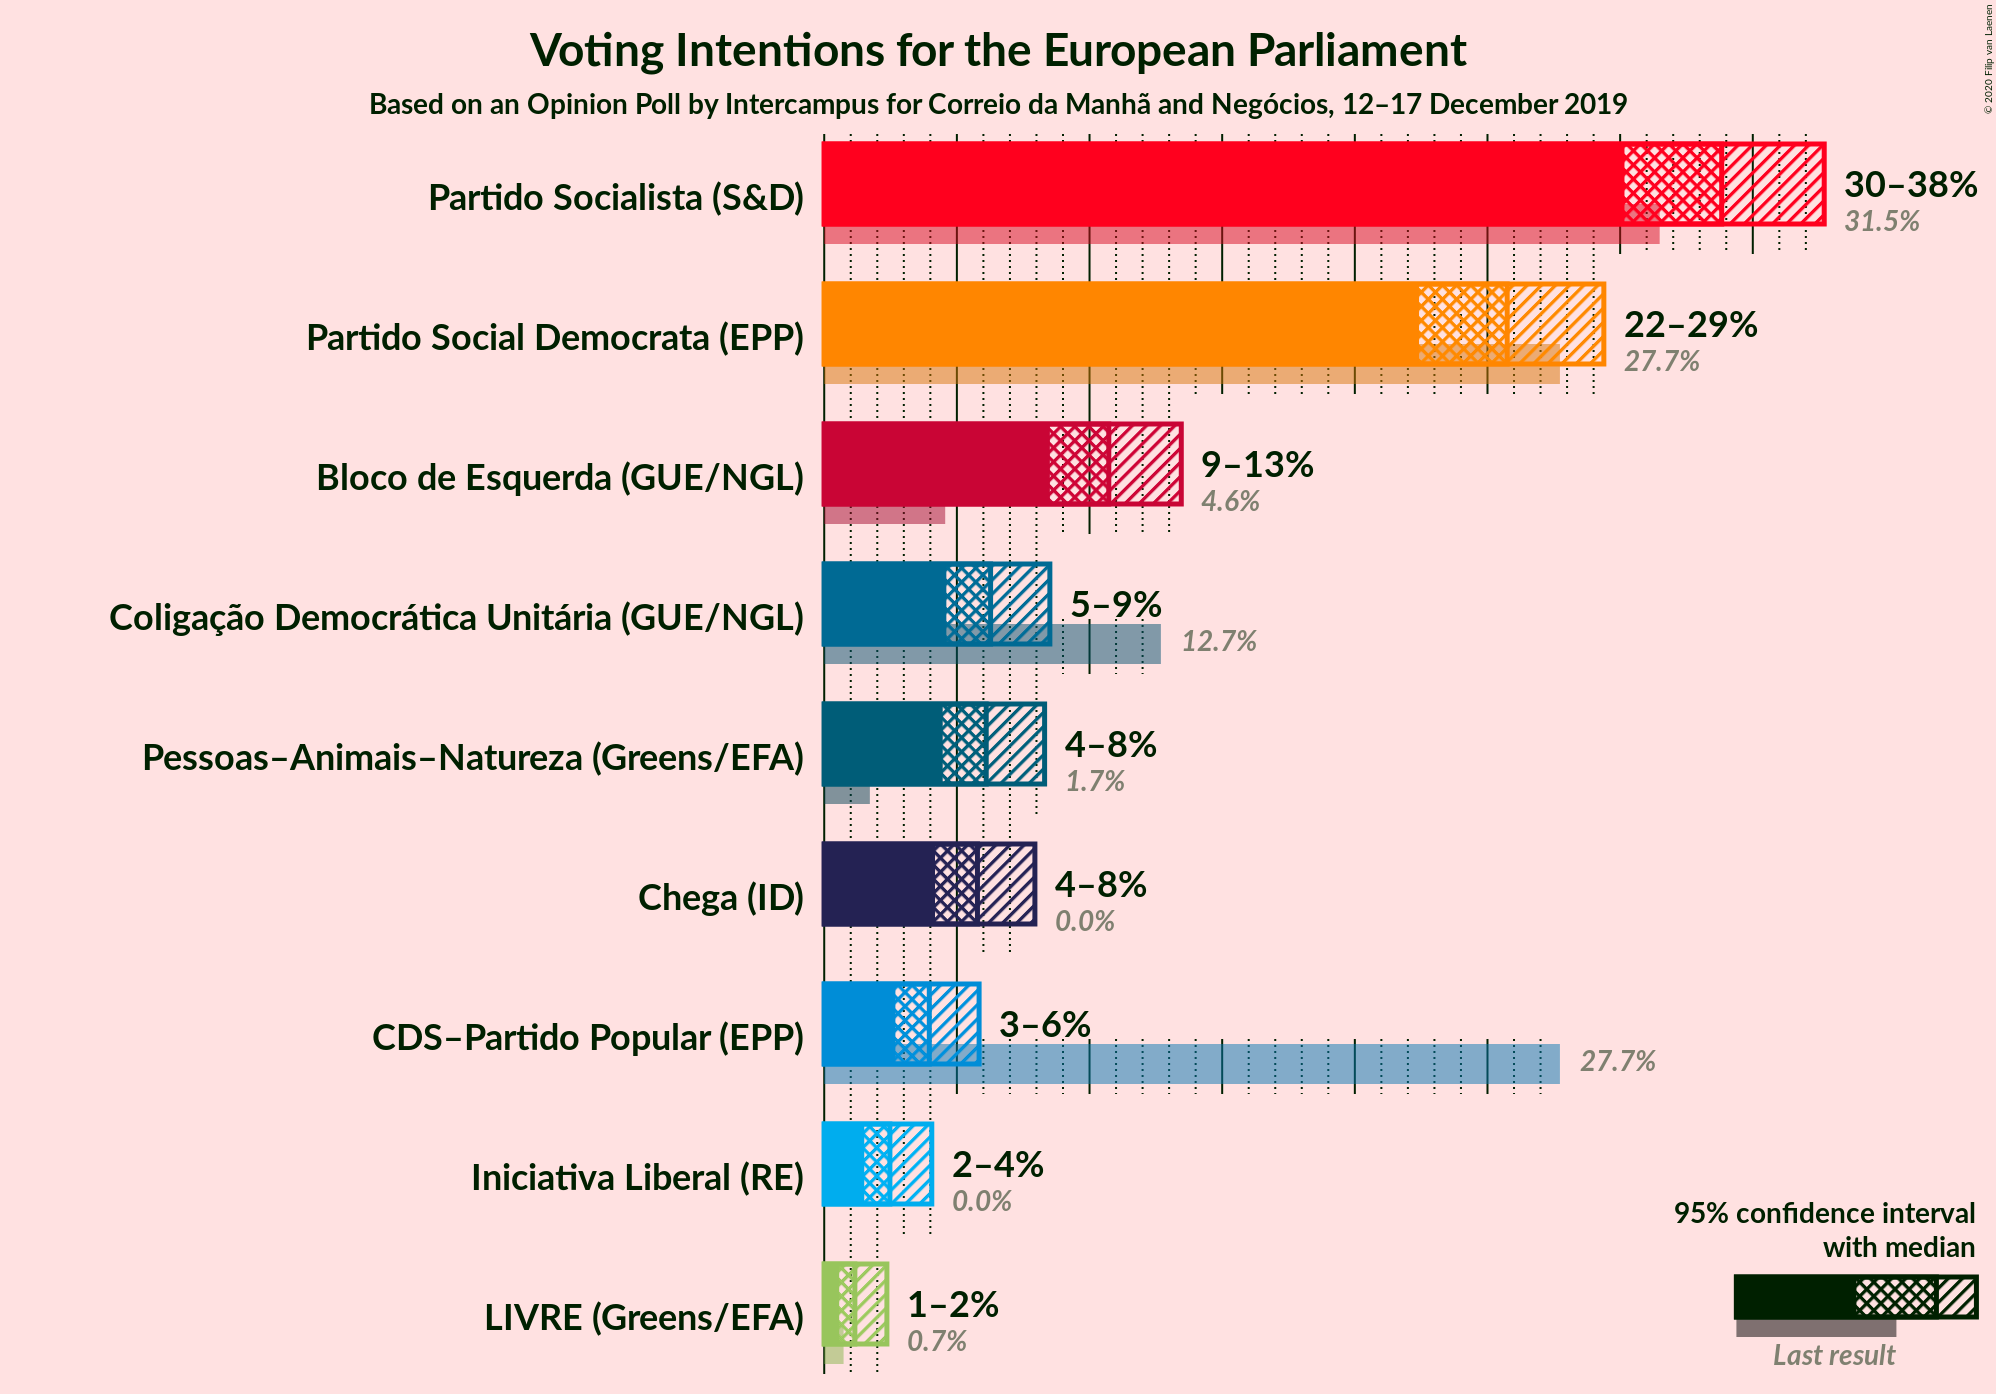 Voting Intentions for the European Parliament
Based on an Opinion Poll by Intercampus for Correio da Manhã and Negócios, 12–17 December 2019
© 2020 Filip van Laenen
Partido Socialista (S&D)
30–38%
31.5%
Partido Social Democrata (EPP)
22–29%
27.7%
Bloco de Esquerda (GUE/NGL)
9–13%
4.6%
Coligação Democrática Unitária (GUE/NGL)
5–9%
12.7%
Pessoas–Animais–Natureza (Greens/EFA)
4–8%
1.7%
Chega (ID)
4–8%
0.0%
CDS–Partido Popular (EPP)
3–6%
27.7%
Iniciativa Liberal (RE)
2–4%
0.0%
LIVRE (Greens/EFA)
1–2%
0.7%
95% confidence interval
with median
Last result